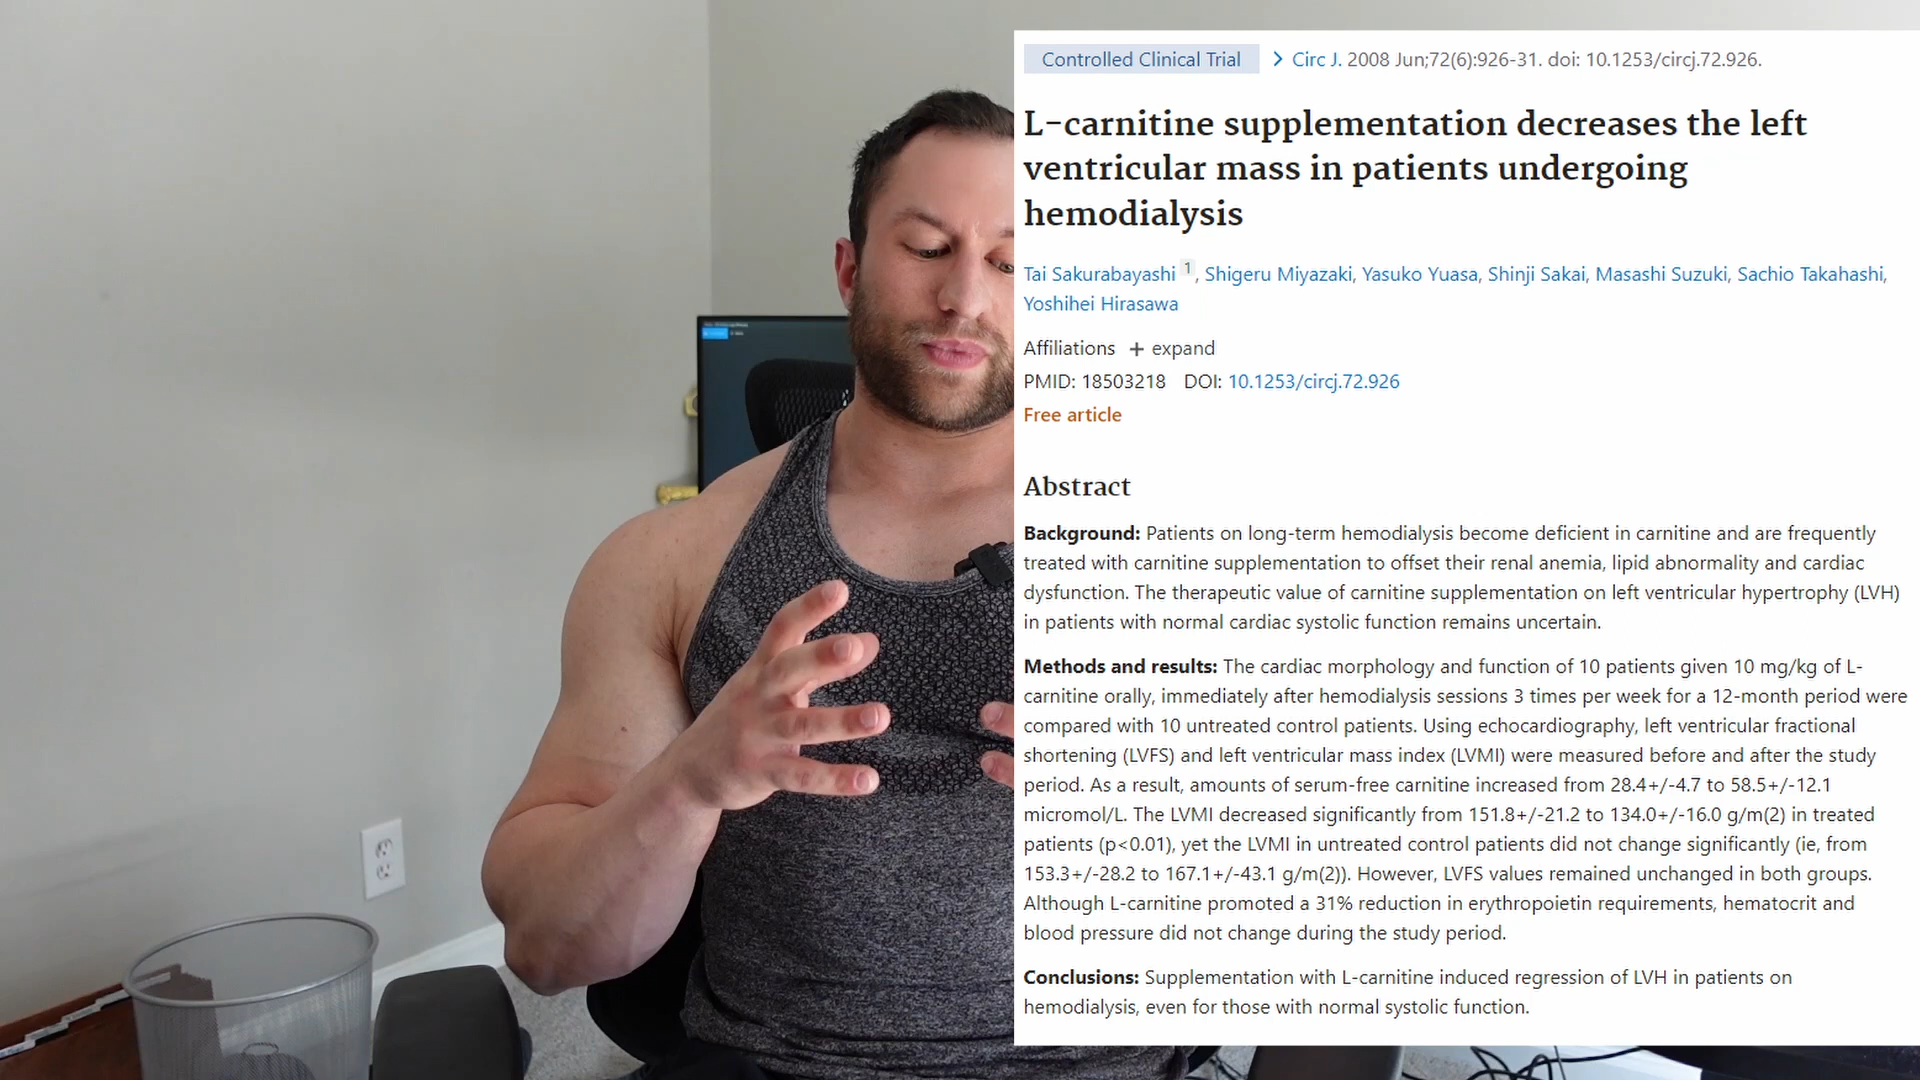 Controlled Clinical Trial > Circ J. 2008 Jun;72(6):926-31. doi: 10.1253/circj.72.926.
L-carnitine supplementation decreases the left
ventricular mass in patients undergoing
hemodialysis
Tai Sakurabayashi 1, Shigeru Miyazaki, Yasuko Yuasa, Shinji Sakai, Masashi Suzuki, Sachio Takahashi,
Yoshihei Hirasawa
Affiliations + expand
PMID: 18503218 DOI: 10.1253/circj.72.926
Free article
Abstract
Background: Patients on long-term hemodialysis become deficient in carnitine and are frequently
treated with carnitine supplementation to offset their renal anemia, lipid abnormality and cardiac
dysfunction. The therapeutic value of carnitine supplementation on left ventricular hypertrophy (LVH)
in patients with normal cardiac systolic function remains uncertain.
Methods and results: The cardiac morphology and function of 10 patients given 10 mg/kg of L-
carnitine orally, immediately after hemodialysis sessions 3 times per week for a 12-month period were
compared with 10 untreated control patients. Using echocardiography, left ventricular fractional
shortening (LVFS) and left ventricular mass index (LVMI) were measured before and after the study
period. As a result, amounts of serum-free carnitine increased from 28.4+/-4.7 to 58.5+/-12.1
micromol/L. The LVMI decreased significantly from 151.8+/-21.2 to 134.0+/-16.0 g/m(2) in treated
patients (p<0.01), yet the LVMI in untreated control patients did not change significantly (ie, from
153.3+/-28.2 to 167.1+/-43.1 g/m(2)). However, LVFS values remained unchanged in both groups.
Although L-carnitine promoted a 31% reduction in erythropoietin requirements, hematocrit and
blood pressure did not change during the study period.
Conclusions: Supplementation with L-carnitine induced regression of LVH in patients on
hemodialysis, even for those with normal systolic function.